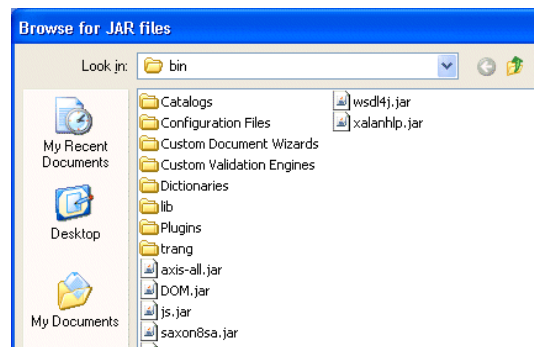 Browse for JAR files
Look in: bin
My Recent
Documents
Desktop
My Documents
Catalogs
Configuration Files
Custom Document Wizards
Custom Validation Engines
Dictionaries
lib
Plugins
trang
axis-all.jar
DOM.jar
js.jar
saxon8sa.jar
wsdl4j.jar
xalanhlp.jar